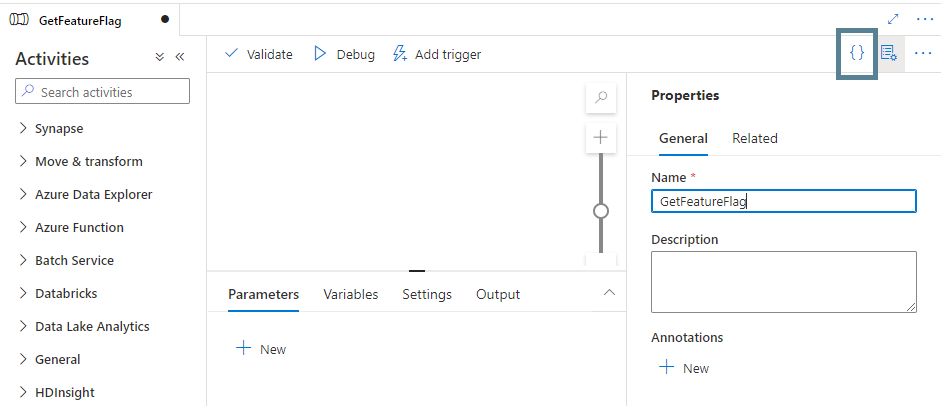 GetFeatureFlag
Activities
Validate
Debug
Add trigger
{}
Search activities
Synapse
Move & transform
Azure Data Explorer
Azure Function
Batch Service
Databricks
Data Lake Analytics
General
HDInsight
Parameters
Variables
Settings
Output
New
Properties
General
Related
Name *
GetFeatureFlag
Description
Annotations
New